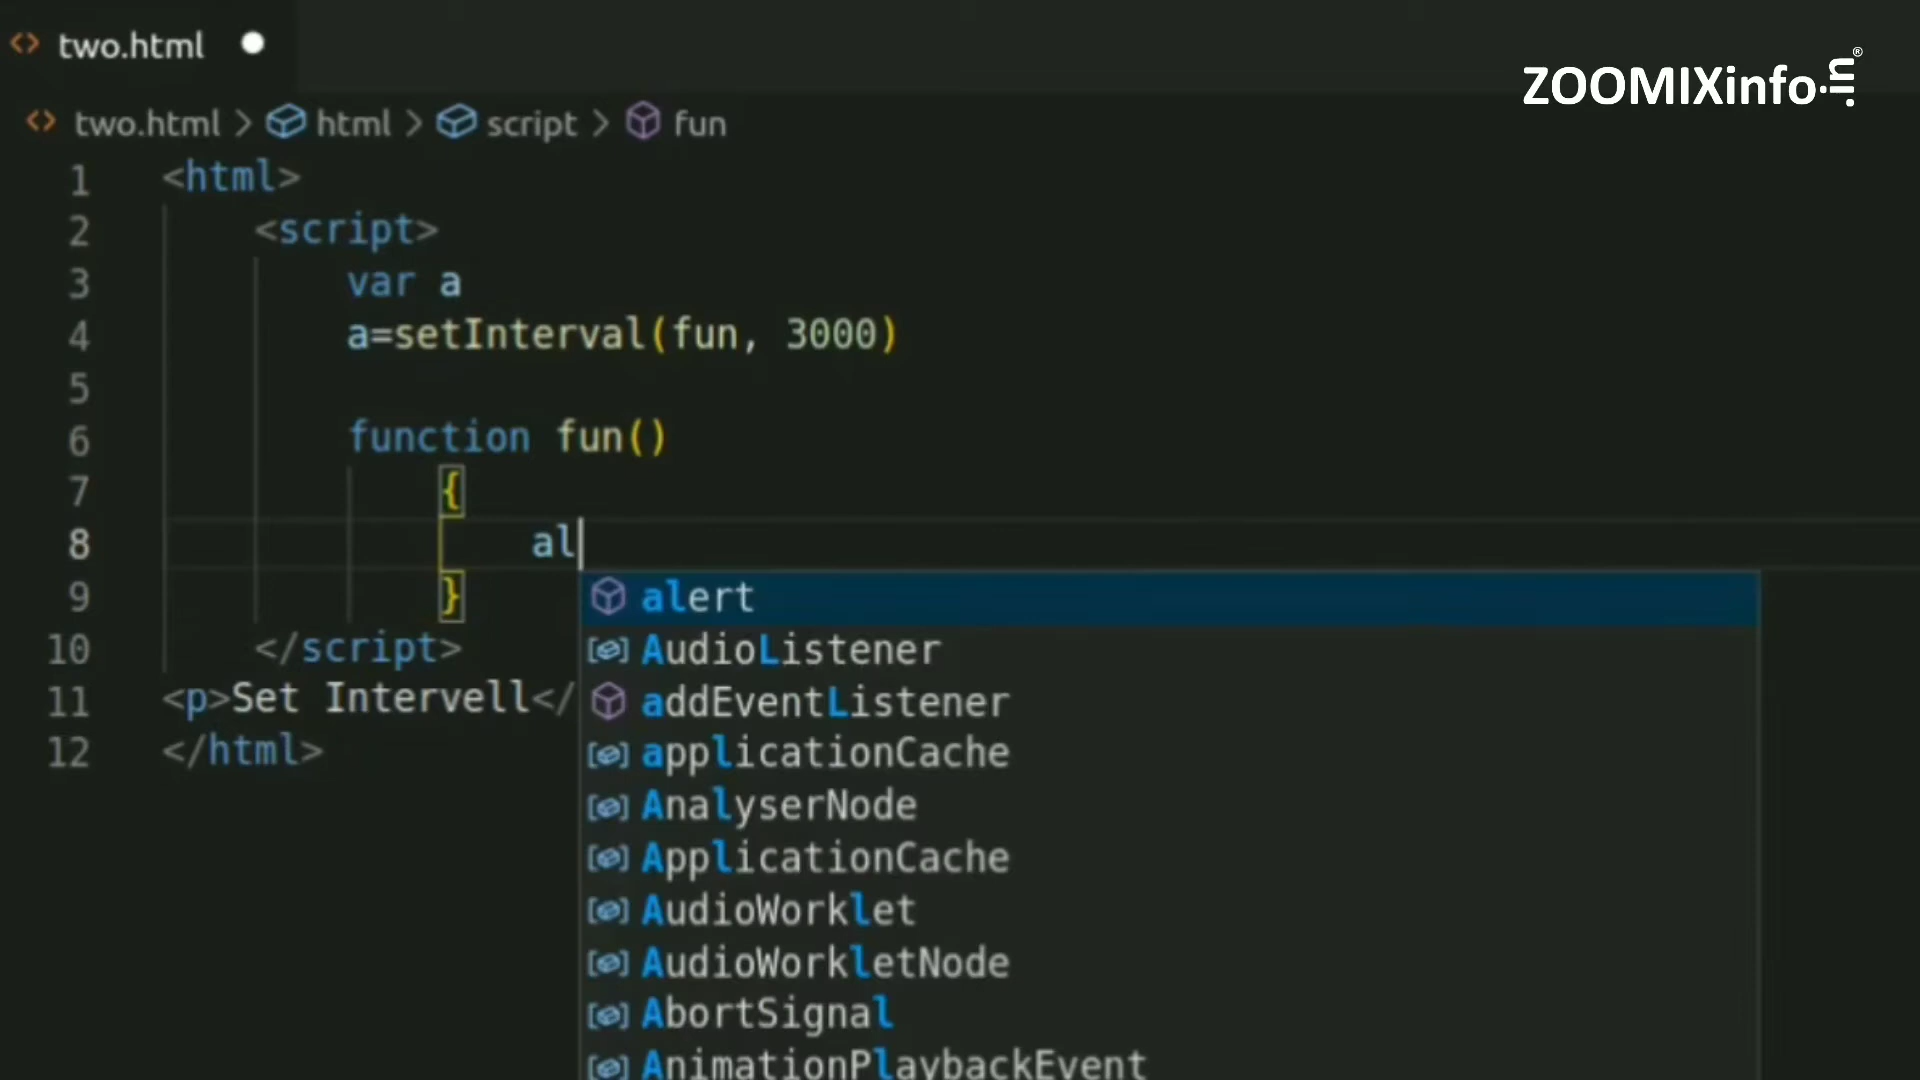 two.html
ZOOMIXinfo.in®
two.html > html > script > fun
1 <html>
2 <script>
3 var a
4 a=setInterval(fun, 3000)
5
6 function fun()
7 {
8 al
9 }
alert
10 </script>
AudioListener
11 <p>Set Intervell</
addEventListener
12 </html>
applicationCache
AnalyserNode
ApplicationCache
AudioWorklet
AudioWorkletNode
AbortSignal
AnimationPlaybackEvent